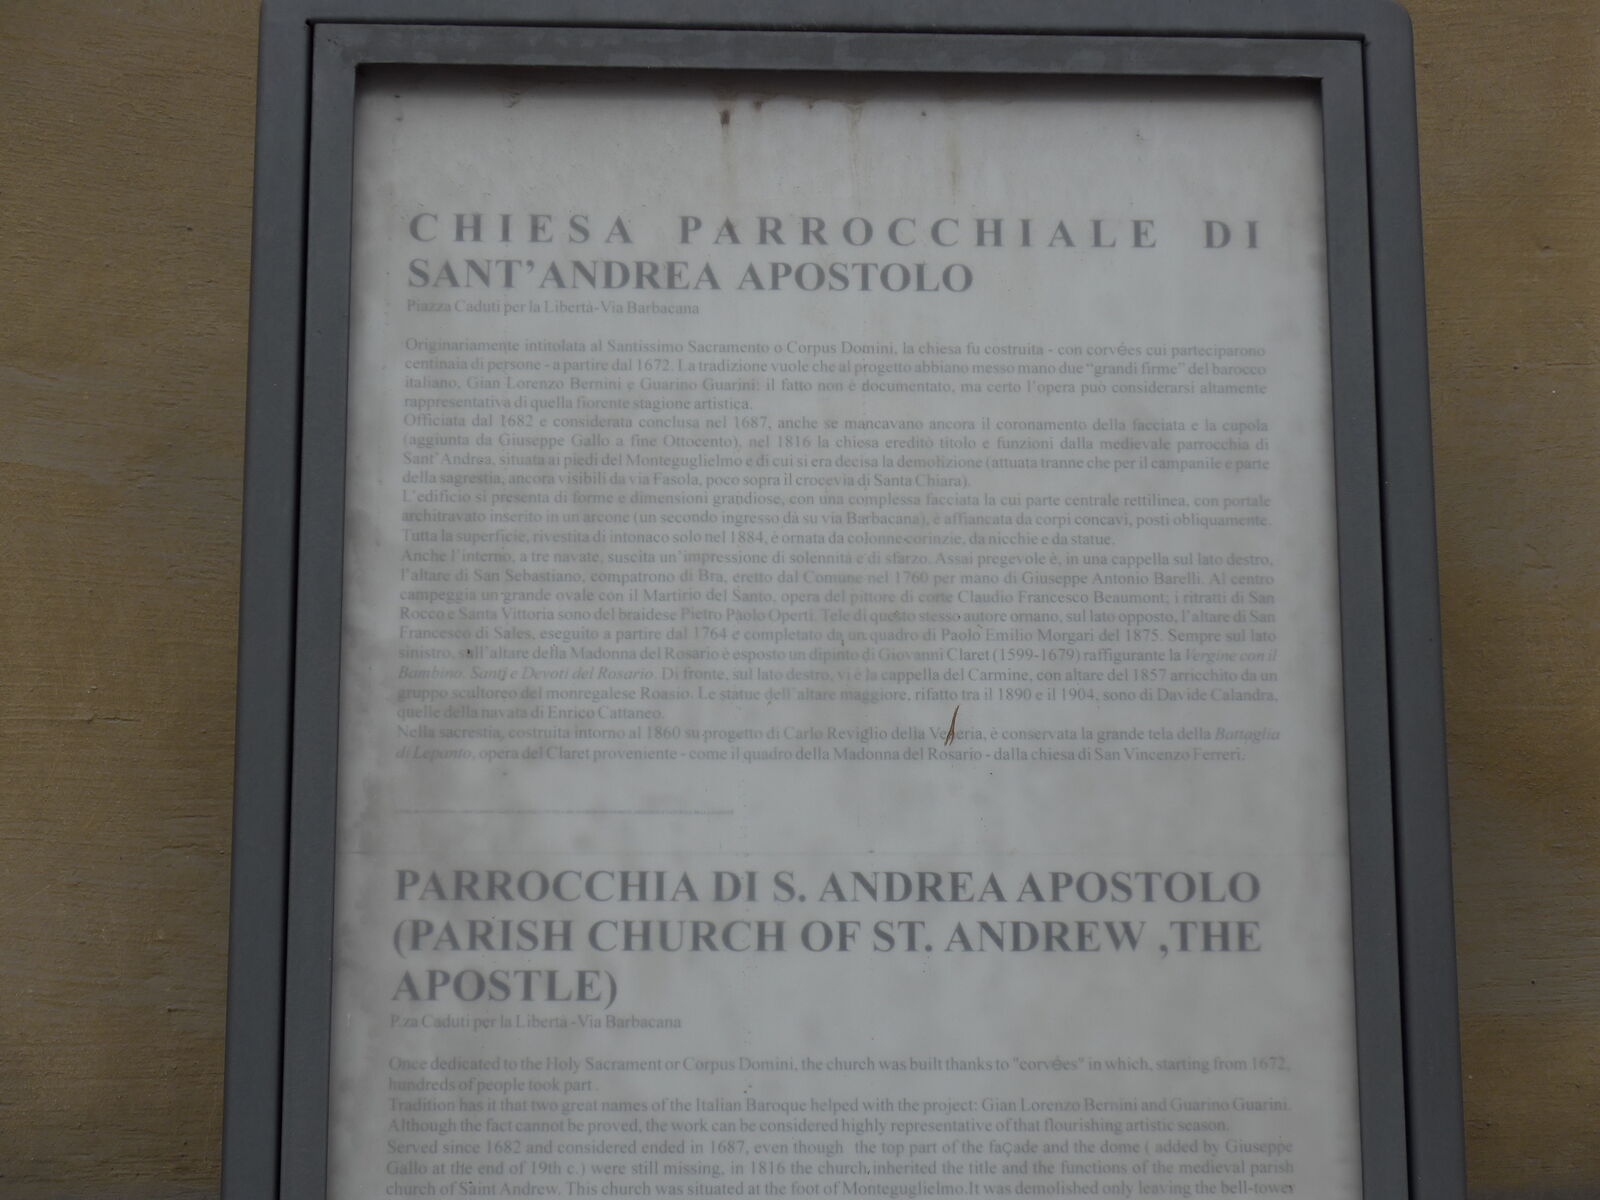 CHIESA PARROCCHIALE DI
SANT'ANDREA APOSTOLO
Piazza Caduti per la Libertà-Via Barbacana
Originariamente intitolata al Santissimo Sacramento o Corpus Domini, la chiesa fu costruita - con corvées cui parteciparono
centinaia di persone - a partire dal 1672. La tradizione vuole che al progetto abbiano messo mano due "grandi firme" del barocco
italiano, Gian Lorenzo Bernini e Guarino Guarini: il fatto non è documentato, ma certo l'opera può considerarsi altamente
rappresentativa di quella fiorente stagione artistica.
Officiata dal 1682 e considerata conclusa nel 1687, anche se mancavano ancora il coronamento della facciata e la cupola
(aggiunta da Giuseppe Gallo a fine Ottocento), nel 1816 la chiesa ereditò titolo e funzioni dalla medievale parrocchia di
Sant'Andrea, situata ai piedi del Monteguglielmo e di cui si era decisa la demolizione (attuata tranne che per il campanile e parte
della sagrestia, ancora visibili da via Fasola, poco sopra il crocevia di Santa Chiara).
L'edificio si presenta di forme e dimensioni grandiose, con una complessa facciata la cui parte centrale rettilinea, con portale
architravato inserito in un arcone (un secondo ingresso dà su via Barbacana), è affiancata da corpi concavi, posti obliquamente.
Tutta la superficie, rivestita di intonaco solo nel 1884, è ornata da colonne corinzie, da nicchie e da statue.
Anche l'interno, a tre navate, suscita un'impressione di solennità e di sfarzo. Assai pregevole è, in una cappella sul lato destro,
l'altare di San Sebastiano, compatrono di Bra, eretto dal Comune nel 1760 per mano di Giuseppe Antonio Barelli. Al centro
campeggia un grande ovale con il Martirio del Santo, opera del pittore di corte Claudio Francesco Beaumont; i ritratti di San
Rocco e Santa Vittoria sono del braidese Pietro Paolo Operti. Tele di questo stesso autore ornano, sul lato opposto, l'altare di San
Francesco di Sales, eseguito a partire dal 1764 e completato da un quadro di Paolo Emilio Morgari del 1875. Sempre sul lato
sinistro, sull'altare della Madonna del Rosario è esposto un dipinto di Giovanni Claret (1599-1679) raffigurante la Vergine con il
Bambino, Santi e Devoti del Rosario. Di fronte, sul lato destro, vi è la cappella del Carmine, con altare del 1857 arricchito da un
gruppo scultoreo del monregalese Roasio. Le statue dell'altare maggiore, rifatto tra il 1890 e il 1904, sono di Davide Calandra,
quelle della navata di Enrico Cattaneo.
Nella sacrestia, costruita intorno al 1860 su progetto di Carlo Reviglio della Veneria, è conservata la grande tela della Battaglia
di Lepanto, opera del Claret proveniente - come il quadro della Madonna del Rosario - dalla chiesa di San Vincenzo Ferreri.
PARROCCHIA DI S. ANDREA APOSTOLO
(PARISH CHURCH OF ST. ANDREW ,THE
APOSTLE)
P.za Caduti per la Libertà -Via Barbacana
Once dedicated to the Holy Sacrament or Corpus Domini, the church was built thanks to "corvées" in which, starting from 1672,
hundreds of people took part .
Tradition has it that two great names of the Italian Baroque helped with the project: Gian Lorenzo Bernini and Guarino Guarini.
Although the fact cannot be proved, the work can be considered highly representative of that flourishing artistic season.
Served since 1682 and considered ended in 1687, even though the top part of the façade and the dome ( added by Giuseppe
Gallo at the end of 19th c.) were still missing, in 1816 the church inherited the title and the functions of the medieval parish
church of Saint Andrew. This church was situated at the foot of Monteguglielmo.It was demolished only leaving the bell-tower